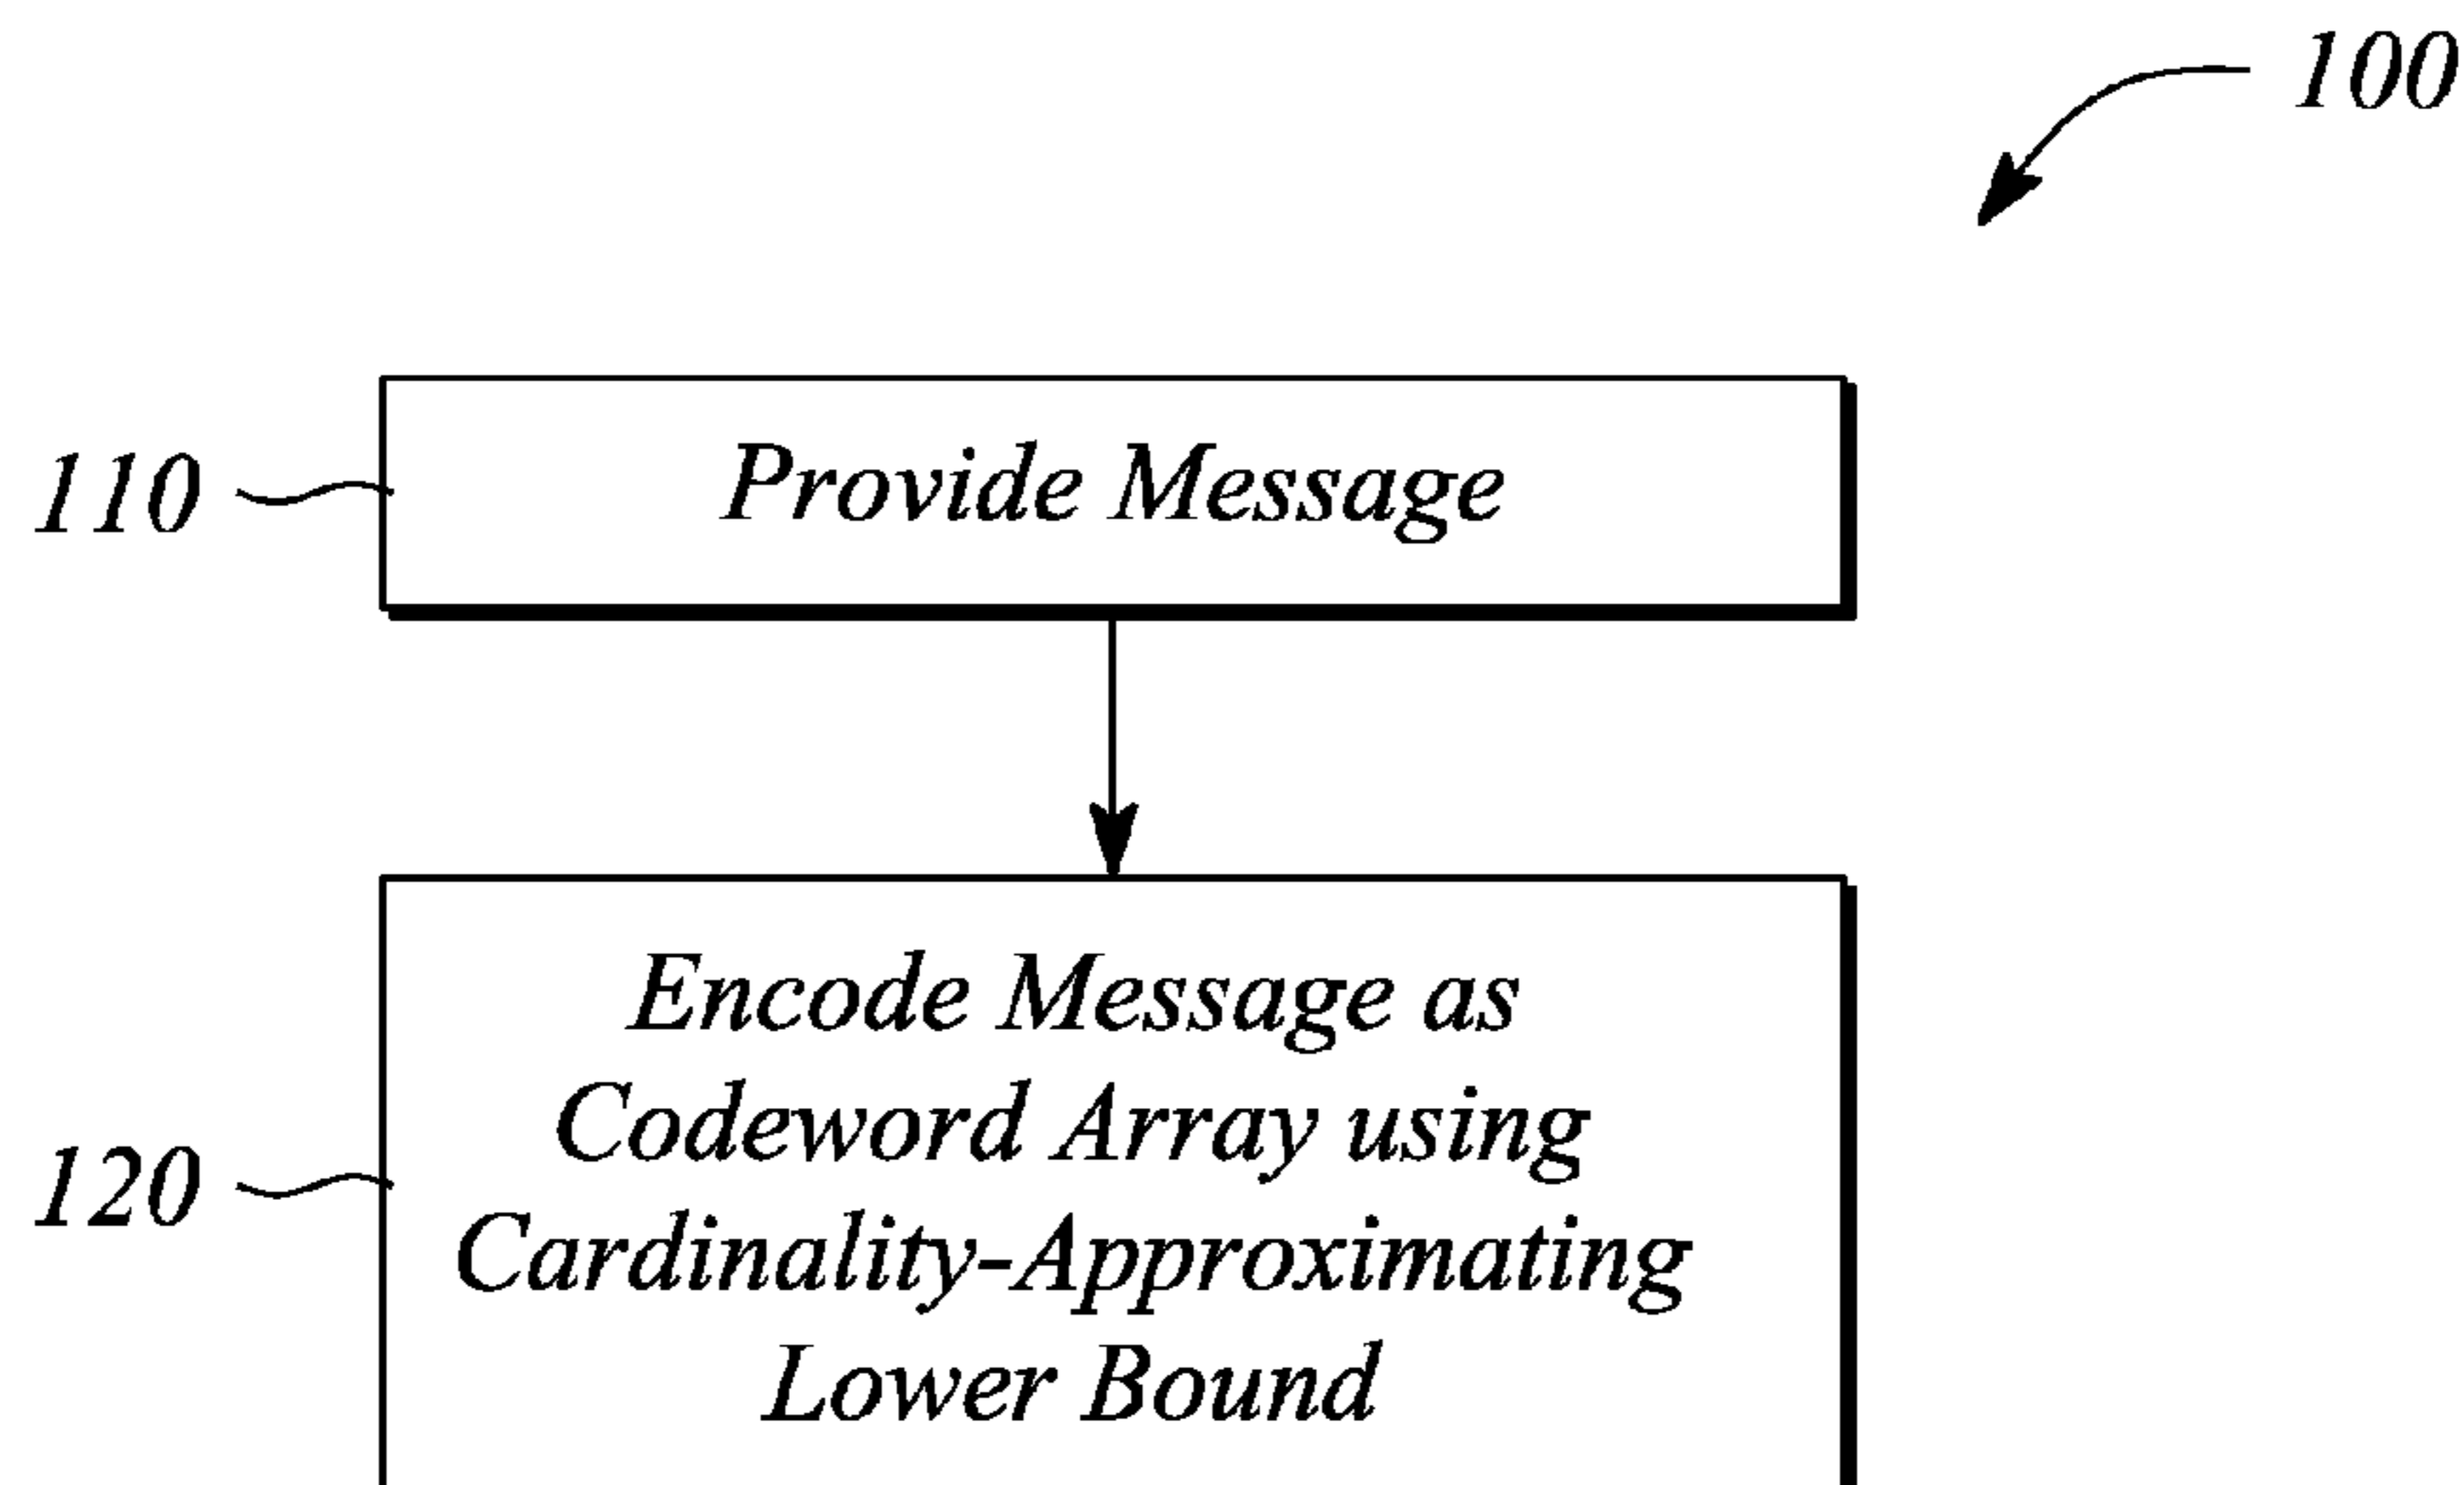 100
110
Provide Message
Encode Message as
Codeword Array using
120
Cardinality-Approximating
Lower Bound